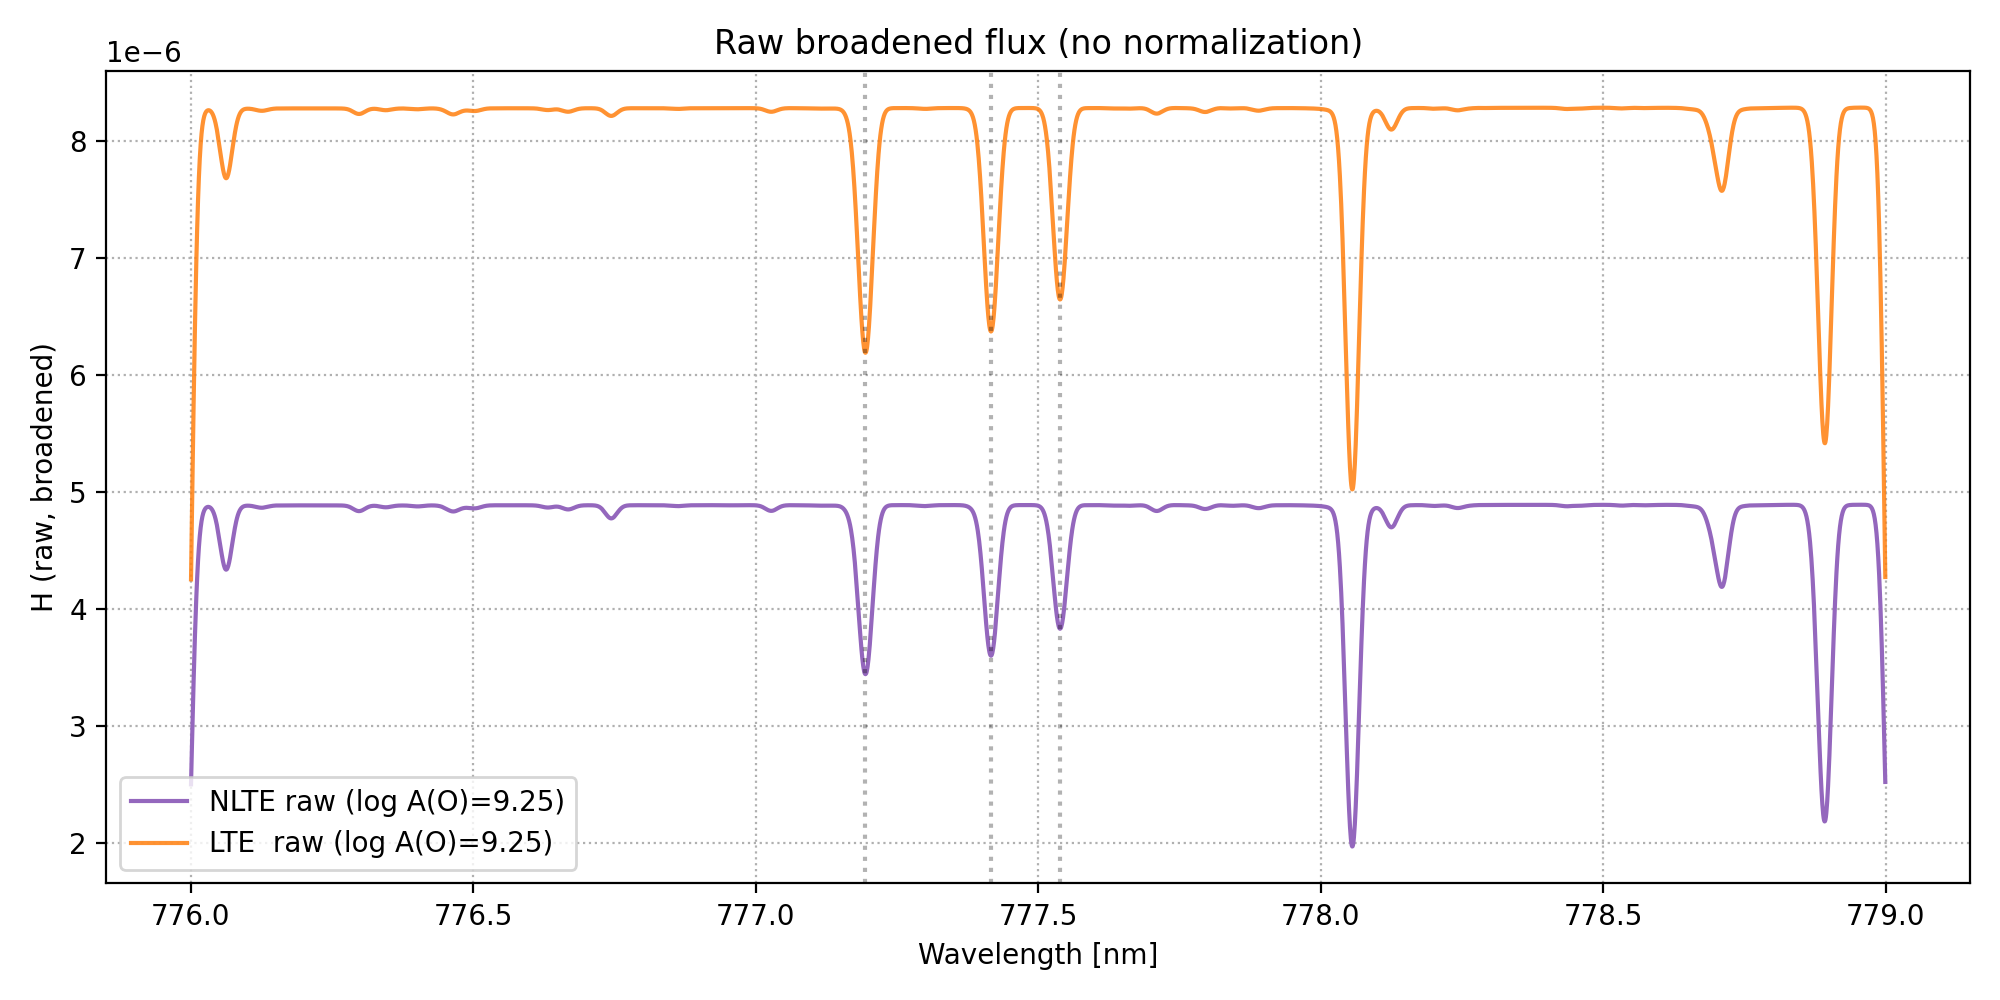 Raw broadened flux (no normalization)
1e−6
8
7
6
5
4
3
2
H (raw, broadened)
NLTE raw (log A(O)=9.25)
LTE  raw (log A(O)=9.25)
776.0 776.5 777.0 777.5 778.0 778.5 779.0
Wavelength [nm]